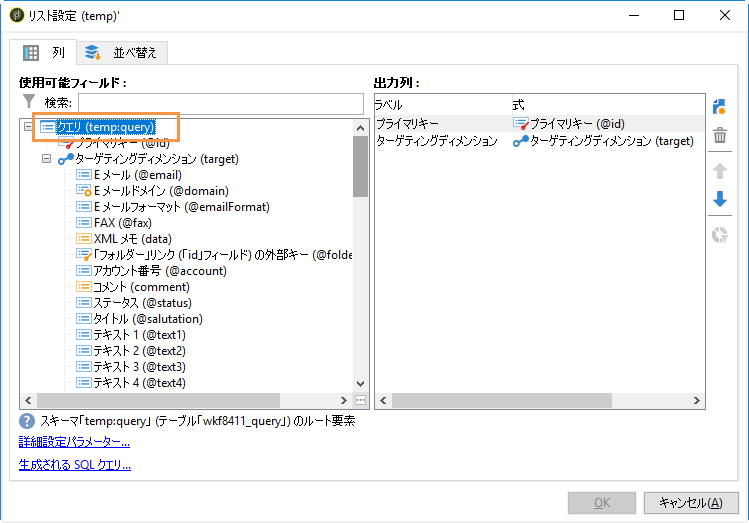 リスト設定 (temp)'
列
並べ替え
使用可能フィールド :
検索:
クエリ (temp:query)
プライマリキー (@id)
ターゲティングディメンション (target)
E メール (@email)
E メールドメイン (@domain)
E メールフォーマット (@emailFormat)
FAX (@fax)
XML メモ (data)
「フォルダー」リンク (「id」フィールド) の外部キー (@folde
アカウント番号 (@account)
コメント (comment)
ステータス (@status)
タイトル (@salutation)
テキスト 1 (@text1)
テキスト 2 (@text2)
テキスト 3 (@text3)
テキスト 4 (@text4)
出力列 :
ラベル 式
プライマリキー プライマリキー (@id)
ターゲティングディメンション ターゲティングディメンション (target)
スキーマ「temp:query」 (テーブル「wkf8411_query」) のルート要素
詳細設定パラメーター...
生成される SQL クエリ...
OK
キャンセル(A)